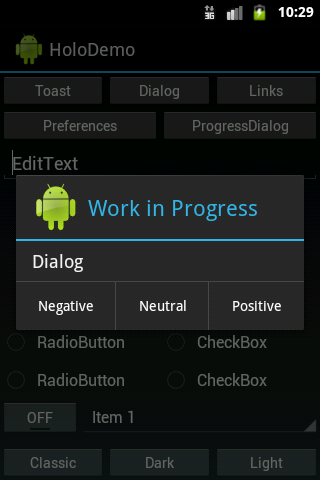 3G 10:29
HoloDemo
Toast Dialog Links
Preferences ProgressDialog
EditText
Work in Progress
Dialog
Negative Neutral Positive
RadioButton CheckBox
RadioButton CheckBox
OFF Item 1
Classic Dark Light